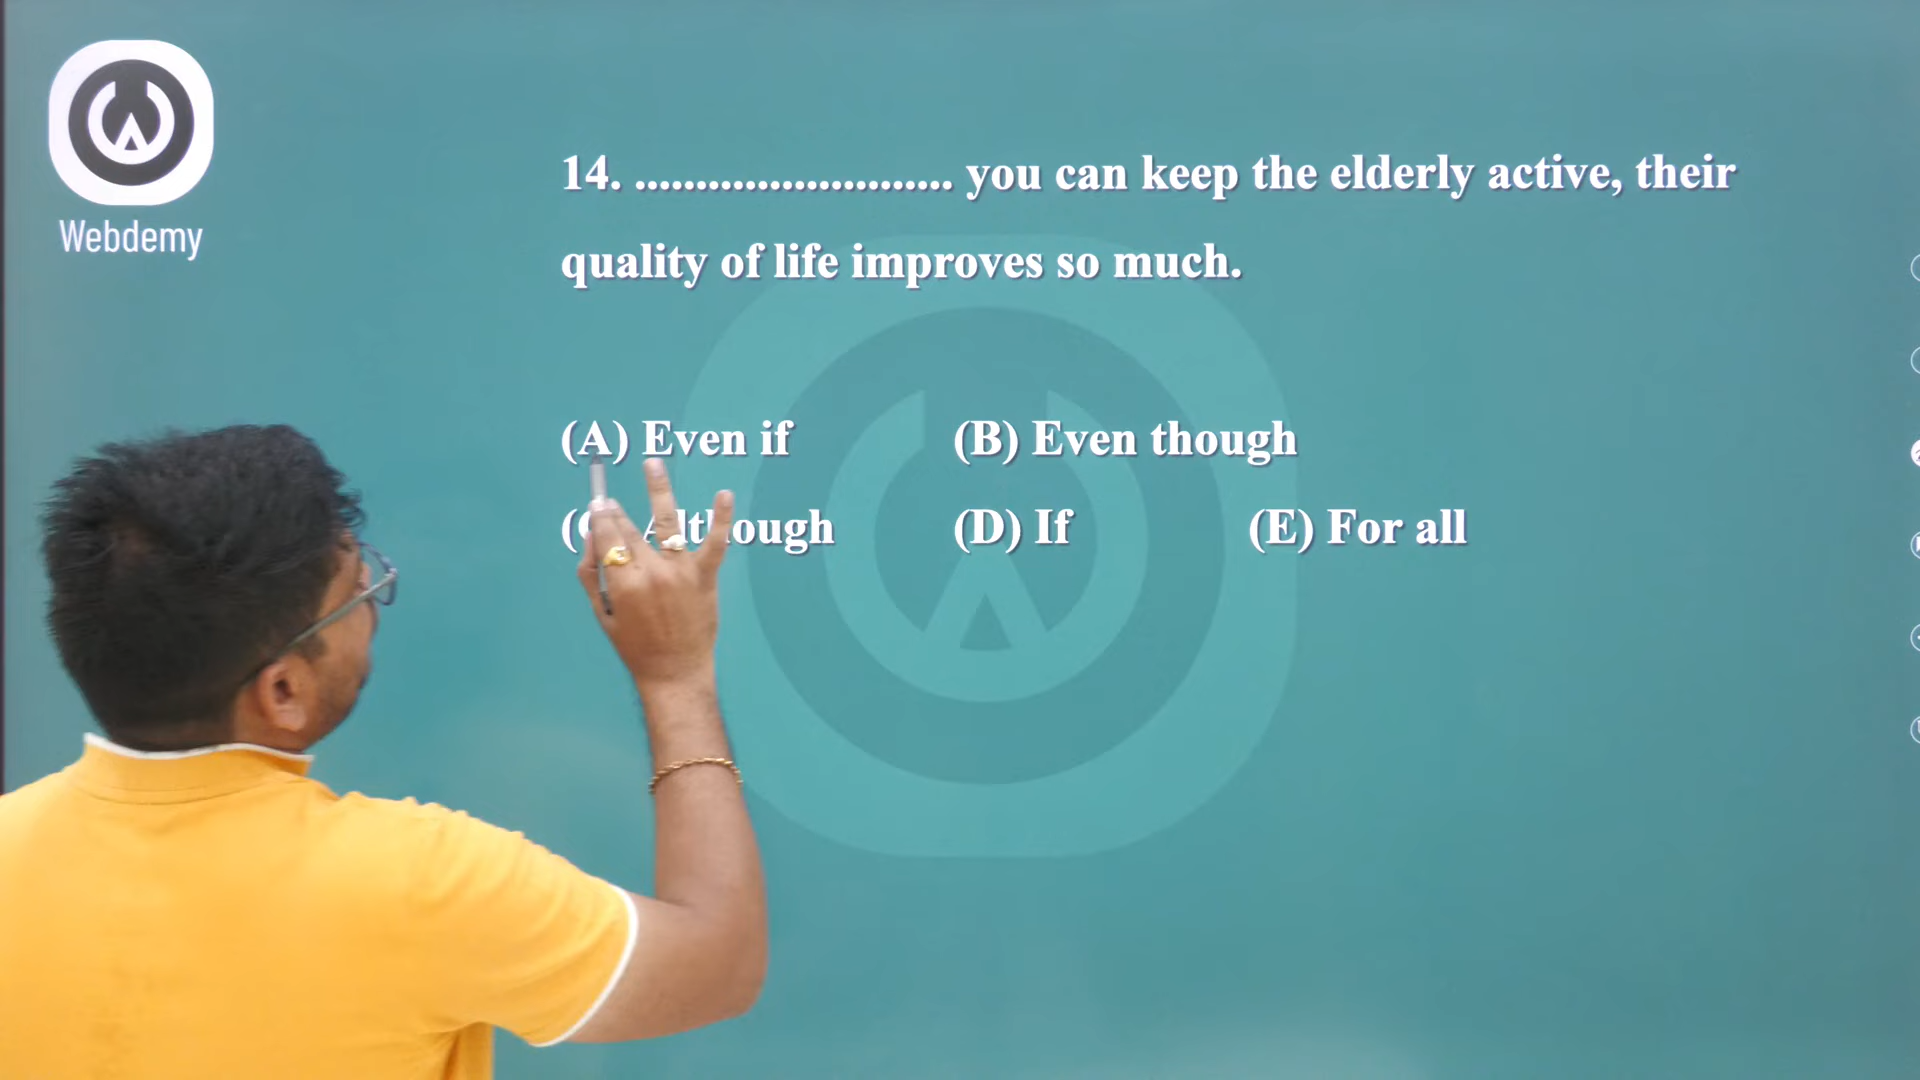 Webdemy
14. .......................... you can keep the elderly active, their
quality of life improves so much.
(A) Even if (B) Even though
(D) If (E) For all